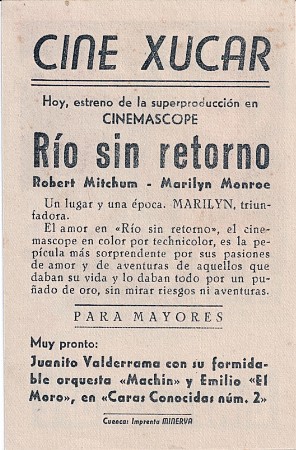 CINE XUCAR
Hoy, estreno de la superproducción en
CINEMASCOPE
Río sin retorno
Robert Mitchum - Marilyn Monroe
Un lugar y una época. MARILYN, triun-
fadora.
El amor en «Río sin retorno», el cine-
mascope en color por technicolor, es la pe-
pícula más sorprendente por sus pasiones
de amor y de aventuras de aquellos que
daban su vida y lo daban todo por un pu-
ñado de oro, sin mirar riesgos ni aventuras.
PARA MAYORES
Muy pronto:
Juanito Valderrama con su formida-
ble orquesta «Machin» y Emilio «El
Moro», en «Caras Conocidas núm. 2»
Cuenca: Imprenta MINERVA